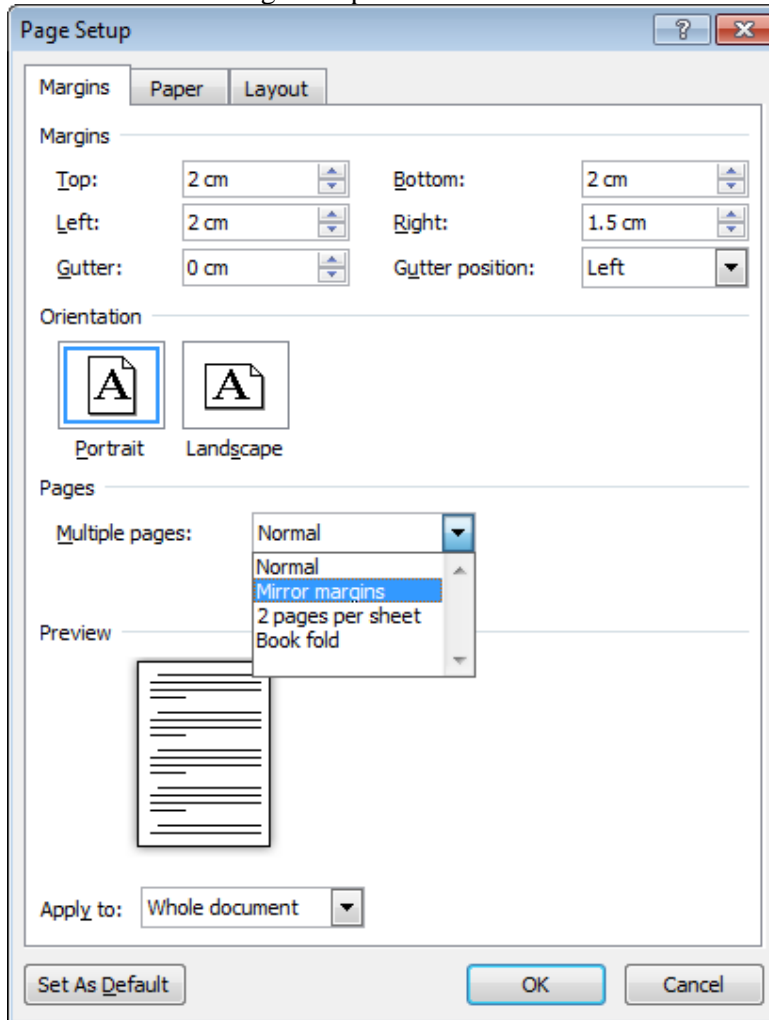 Page Setup
Margins Paper Layout
Margins
Top: 2 cm Bottom: 2 cm
Left: 2 cm Right: 1.5 cm
Gutter: 0 cm Gutter position: Left
Orientation
A A
Portrait Landscape
Pages
Multiple pages: Normal
Normal
Mirror margins
2 pages per sheet
Book fold
Preview
Apply to: Whole document
Set As Default OK Cancel